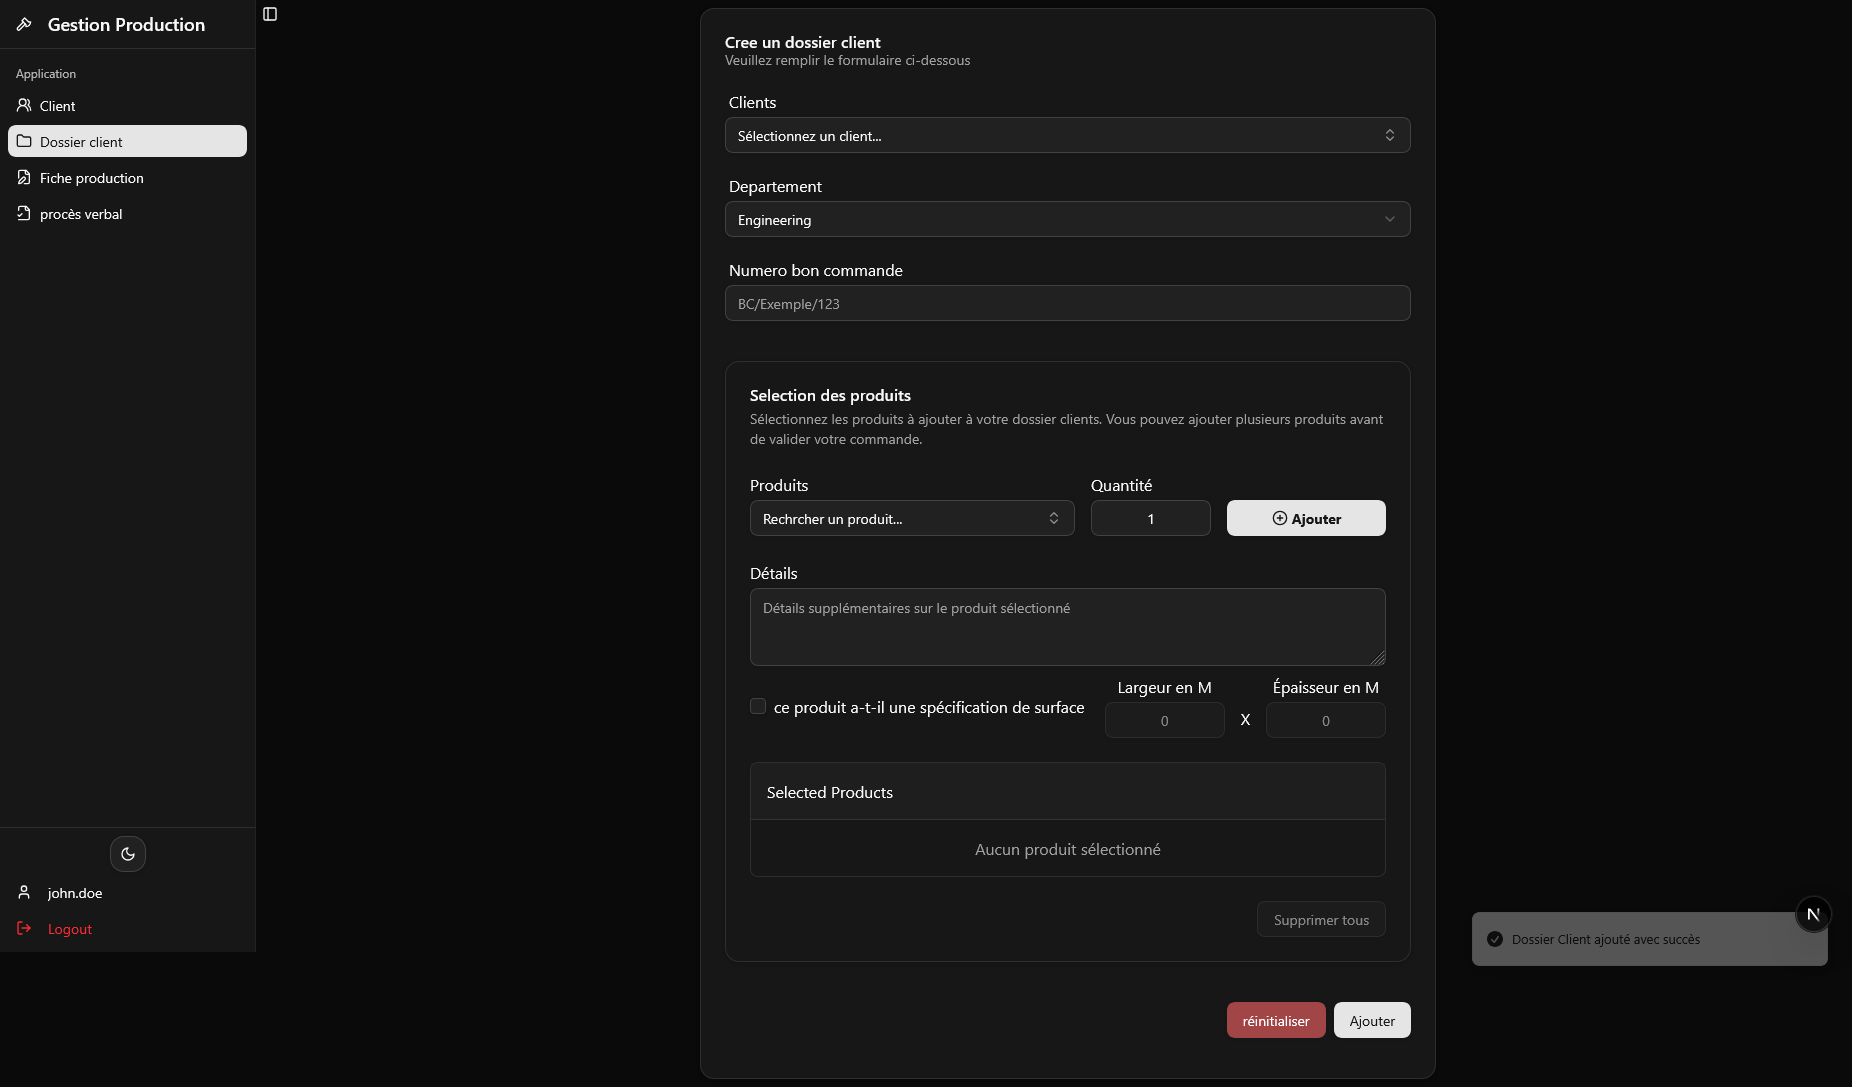 Gestion Production
Application
Client
Dossier client
Fiche production
procès verbal
john.doe
Logout
Cree un dossier client
Veuillez remplir le formulaire ci-dessous
Clients
Sélectionnez un client...
Departement
Engineering
Numero bon commande
BC/Exemple/123
Selection des produits
Sélectionnez les produits à ajouter à votre dossier clients. Vous pouvez ajouter plusieurs produits avant
de valider votre commande.
Produits
Quantité
Rechrcher un produit...
1
Ajouter
Détails
Détails supplémentaires sur le produit sélectionné
ce produit a-t-il une spécification de surface
Largeur en M
Épaisseur en M
0
X
0
Selected Products
Aucun produit sélectionné
Supprimer tous
réinitialiser
Ajouter
N
Dossier Client ajouté avec succès